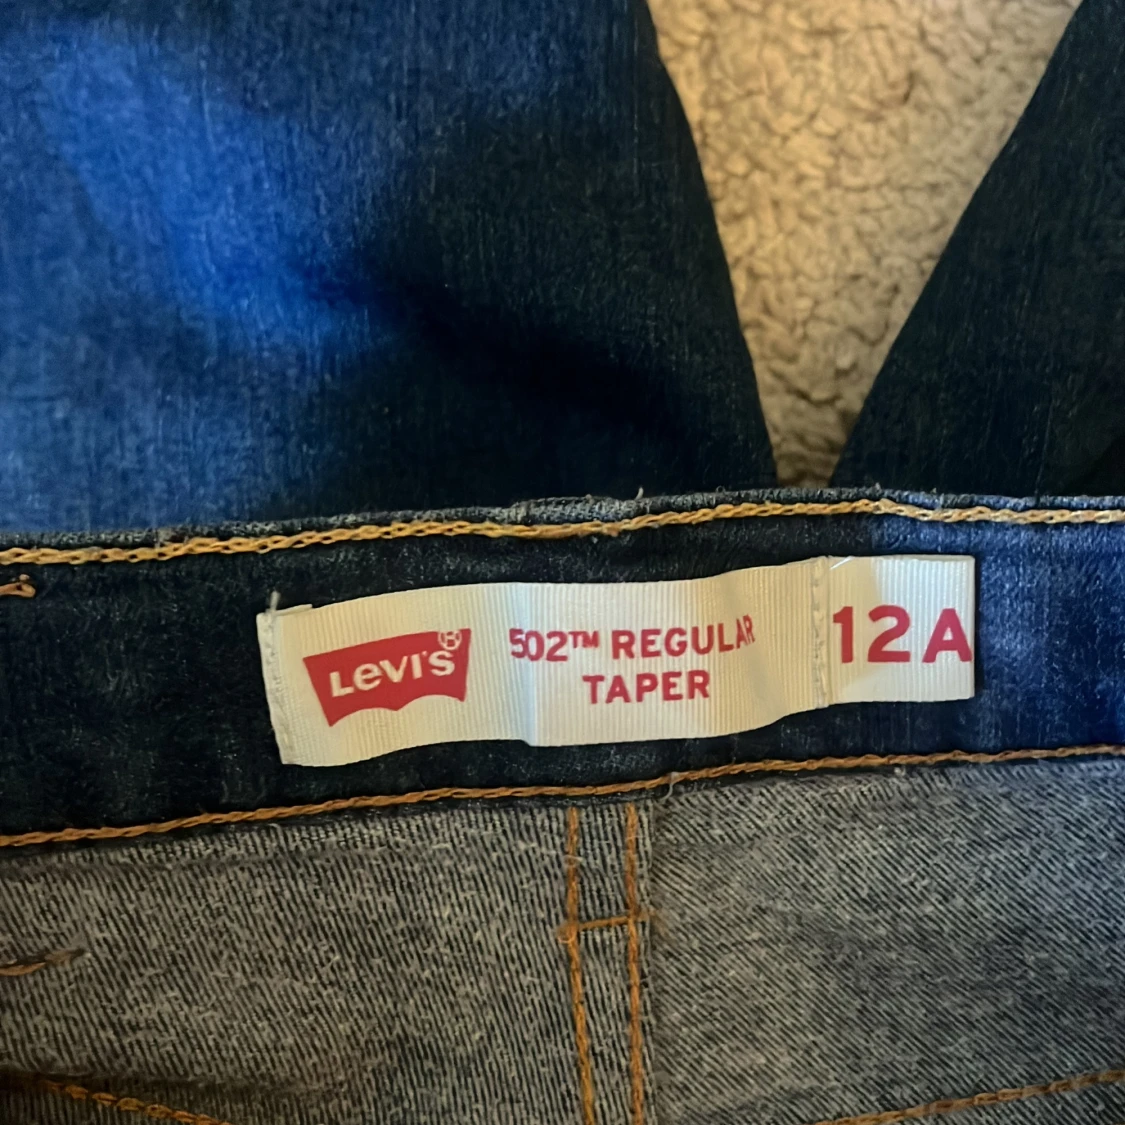 Levi's®
502™ REGULAR
TAPER
12A